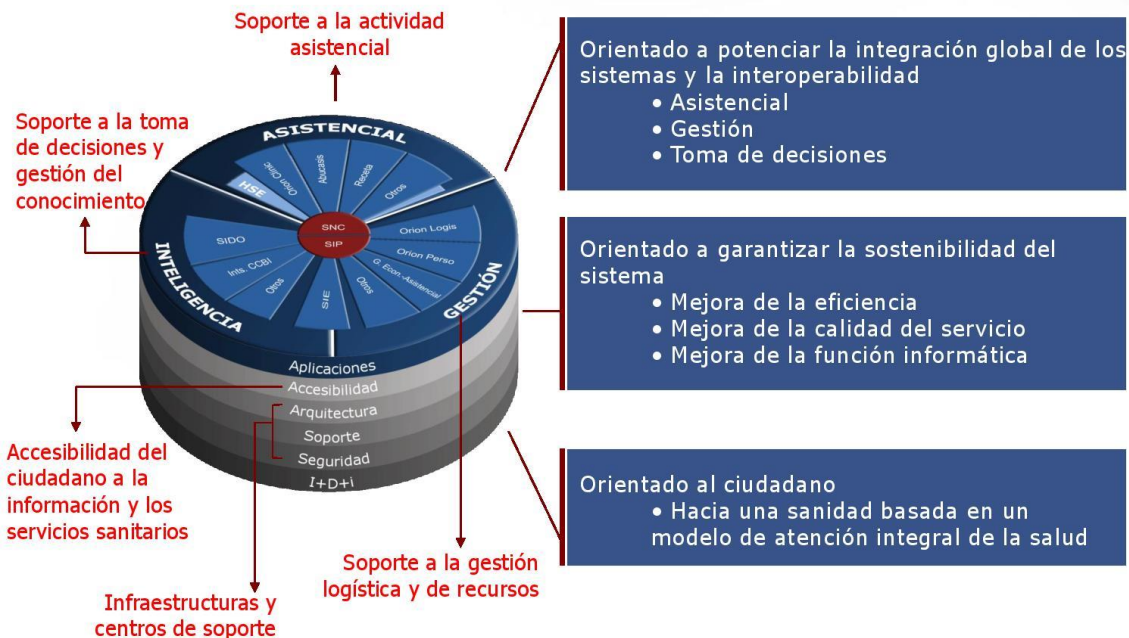 Soporte a la actividad
asistencial
Soporte a la toma
de decisiones y
gestión del
conocimiento
ASISTENCIAL
HSE
Orion Clinic
Abucasis
Receta
Otros
SNC
SIP
INTELIGENCIA
SIDO
Ints. CCBI
Otros
GESTIÓN
Orion Logis
Orion Perso
G. Econ.-Asistencial
Otros
SIE
Aplicaciones
Accesibilidad
Arquitectura
Soporte
Seguridad
I+D+i
Accesibilidad del
ciudadano a la
información y los
servicios sanitarios
Infraestructuras y
centros de soporte
Soporte a la gestión
logística y de recursos
Orientado a potenciar la integración global de los
sistemas y la interoperabilidad
• Asistencial
• Gestión
• Toma de decisiones
Orientado a garantizar la sostenibilidad del
sistema
• Mejora de la eficiencia
• Mejora de la calidad del servicio
• Mejora de la función informática
Orientado al ciudadano
• Hacia una sanidad basada en un
modelo de atención integral de la salud